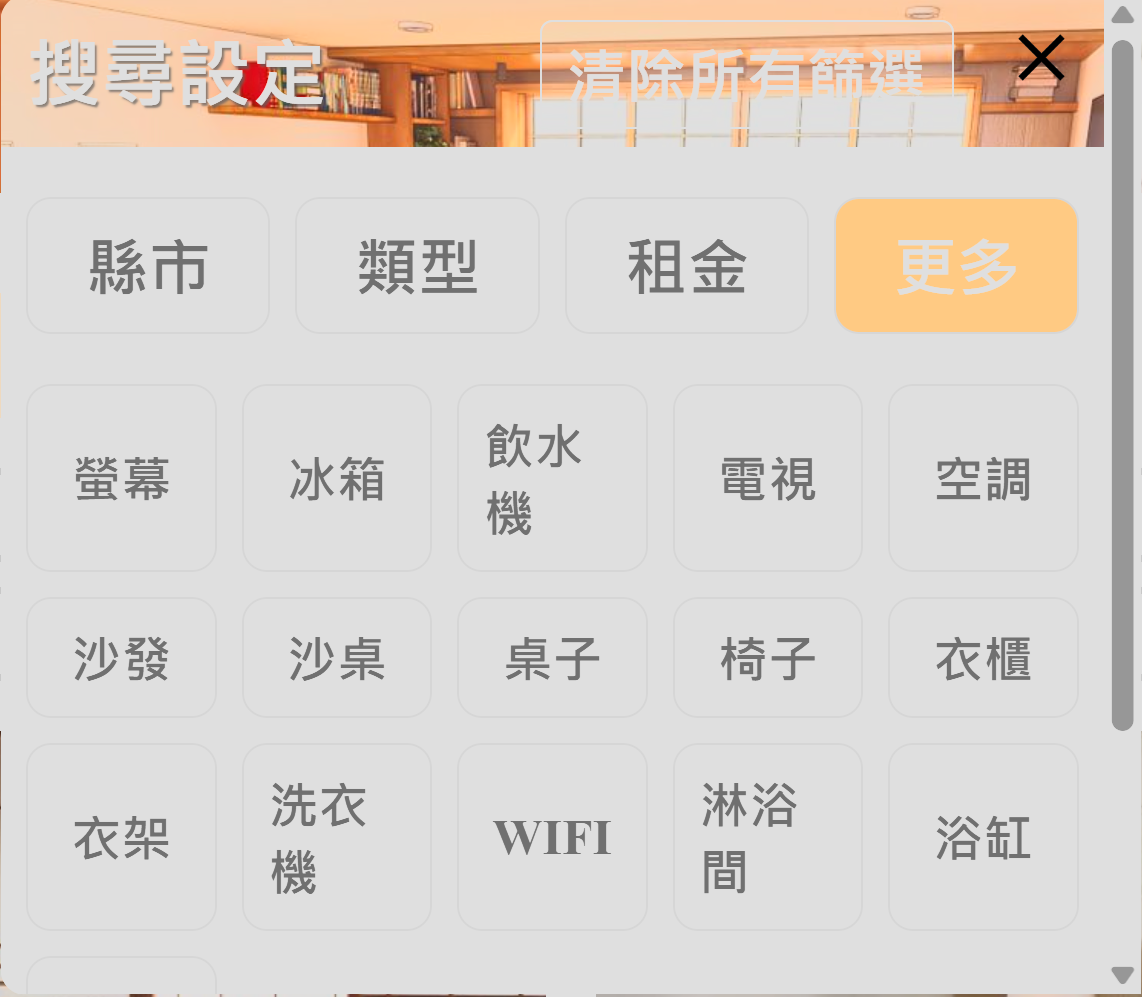 搜尋設定
清除所有篩選
縣市
類型
租金
更多
螢幕
冰箱
飲水
機
電視
空調
沙發
沙桌
桌子
椅子
衣櫃
衣架
洗衣
機
WIFI
淋浴
間
浴缸